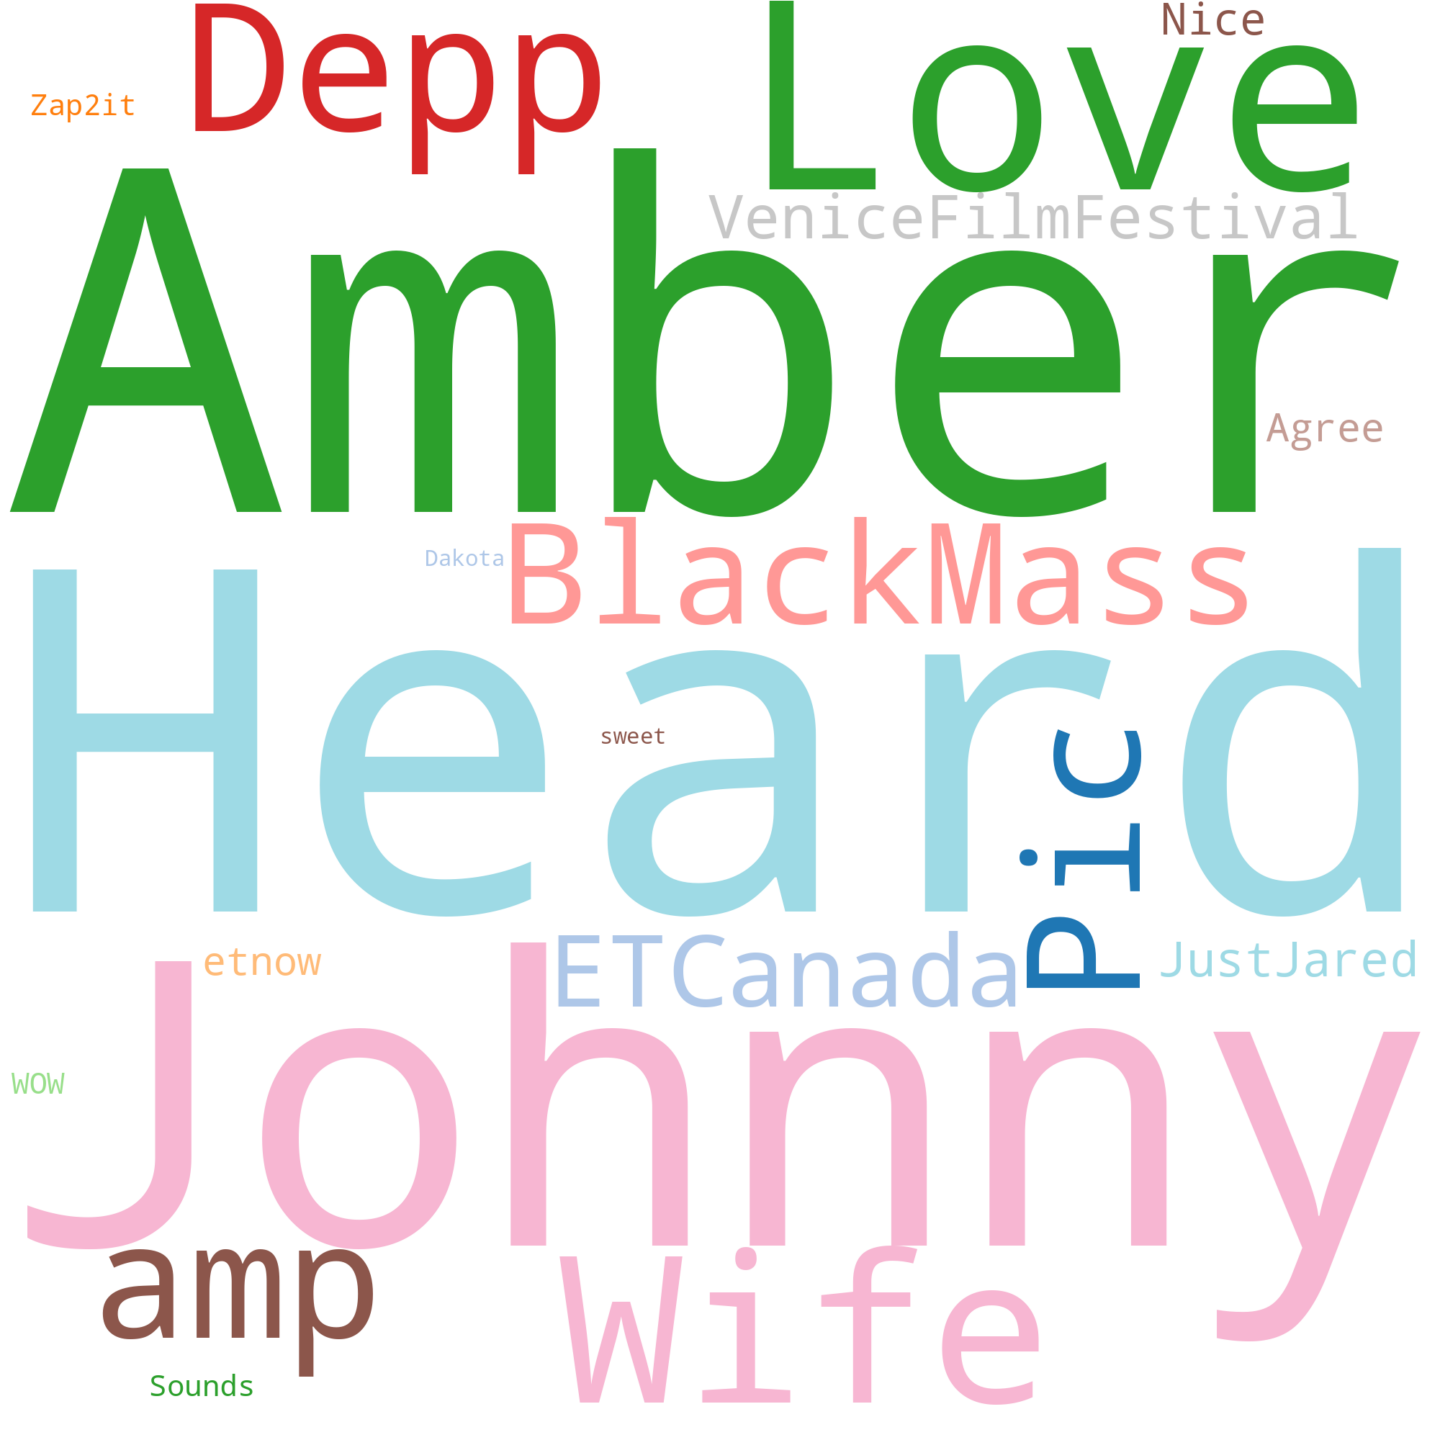 Depp
Love
Nice
Zap2it
VeniceFilmFestival
Amber
Agree
BlackMass
Dakota
Heard
sweet
Pic
etnow
ETCanada
JustJared
Johnny
WOW
amp
Wife
Sounds